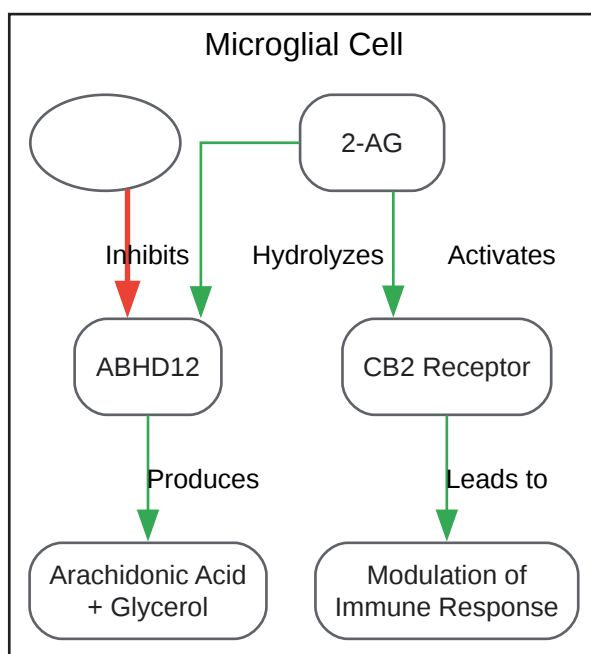 Microglial Cell
2-AG
Inhibits
Hydrolyzes
Activates
ABHD12
CB2 Receptor
Produces
Leads to
Arachidonic Acid
+ Glycerol
Modulation of
Immune Response